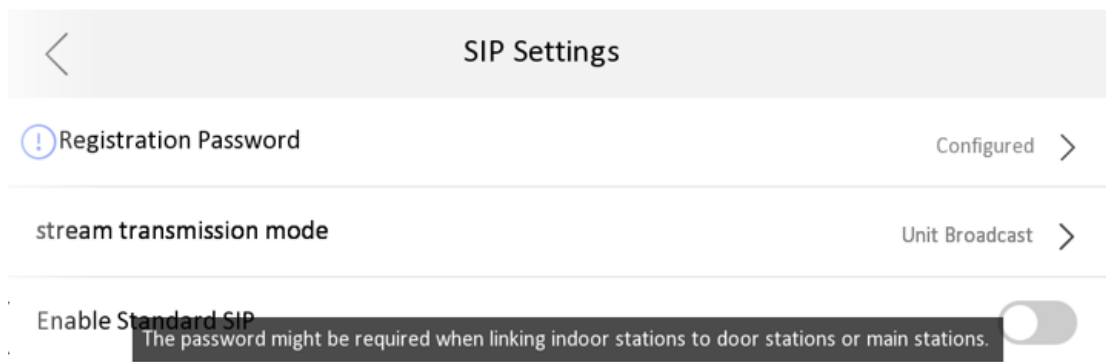 SIP Settings
! Registration Password Configured
stream transmission mode Unit Broadcast
Enable Standard SIP
The password might be required when linking indoor stations to door stations or main stations.